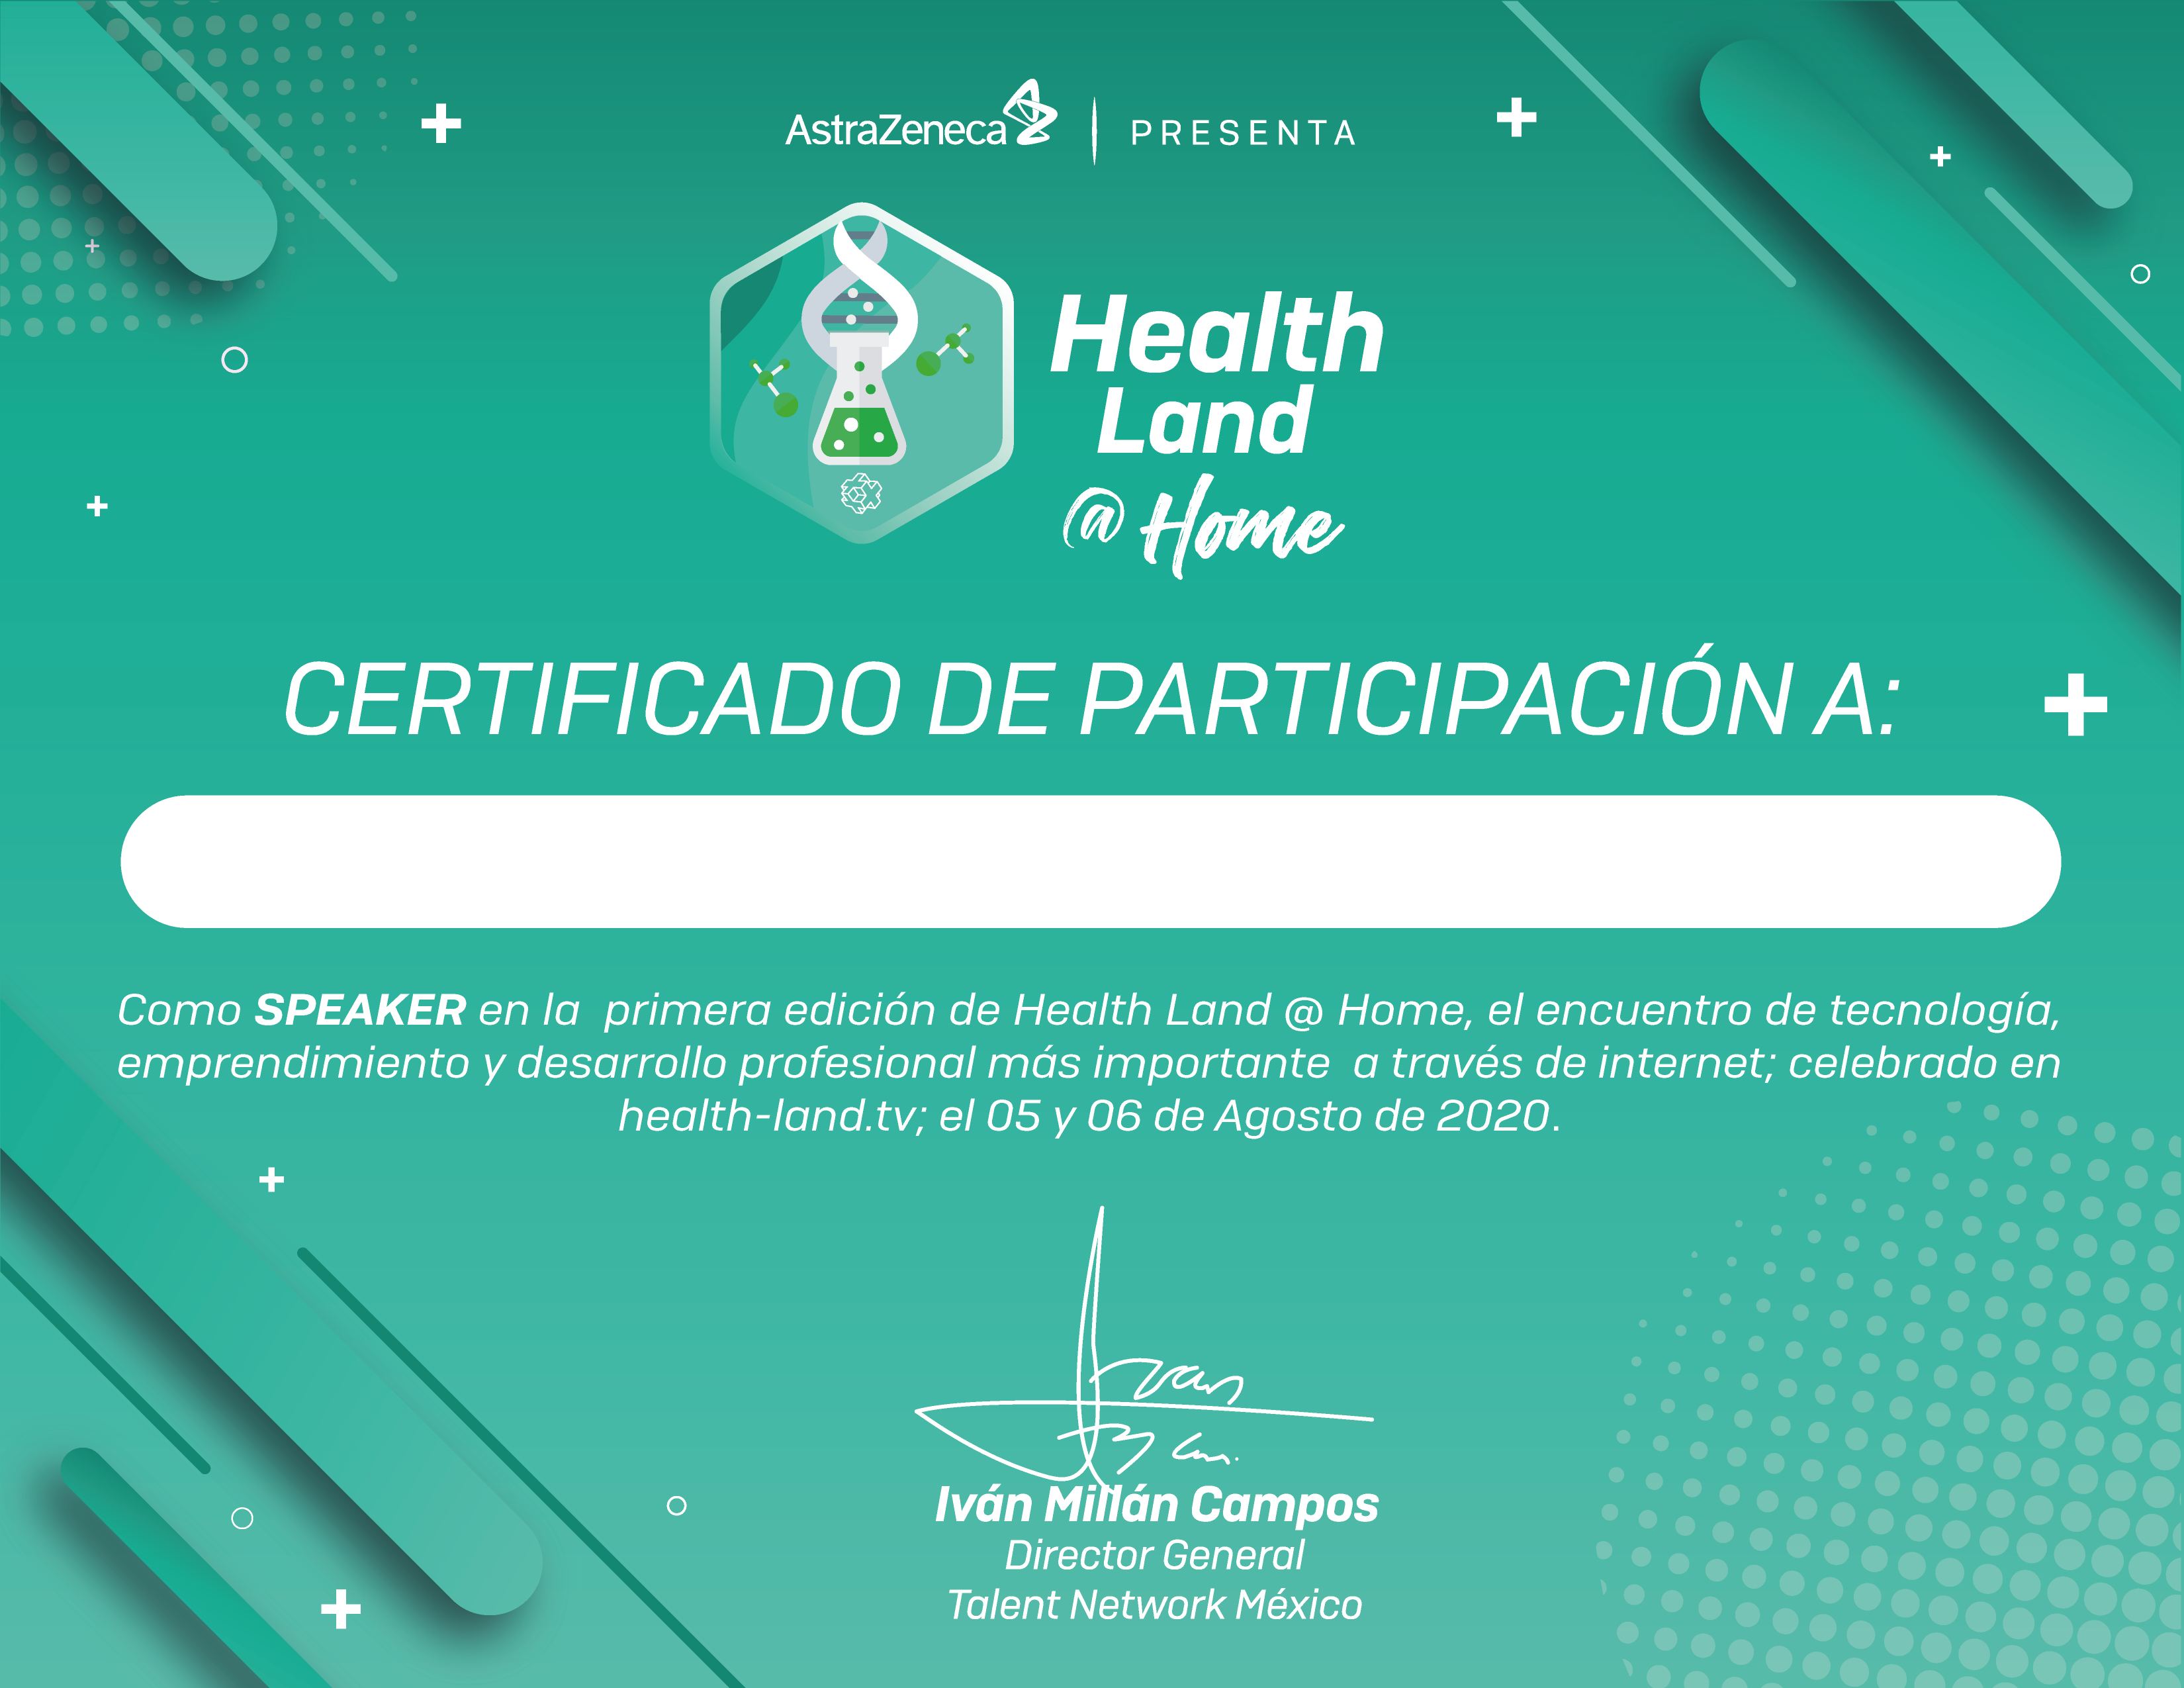 AstraZeneca | PRESENTA
Health
Land
@ Home
CERTIFICADO DE PARTICIPACIÓN A:
Como SPEAKER en la primera edición de Health Land @ Home, el encuentro de tecnología,
emprendimiento y desarrollo profesional más importante a través de internet; celebrado en
health-land.tv; el 05 y 06 de Agosto de 2020.
Iván Millán Campos
Director General
Talent Network México